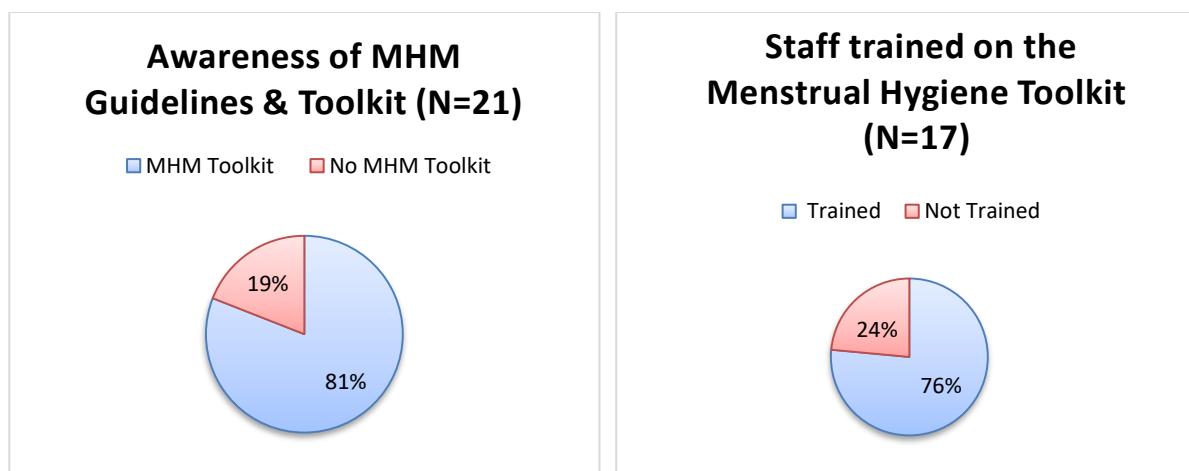 Awareness of MHM
Guidelines & Toolkit (N=21)
MHM Toolkit No MHM Toolkit
19%
81%
Staff trained on the
Menstrual Hygiene Toolkit
(N=17)
Trained Not Trained
24%
76%